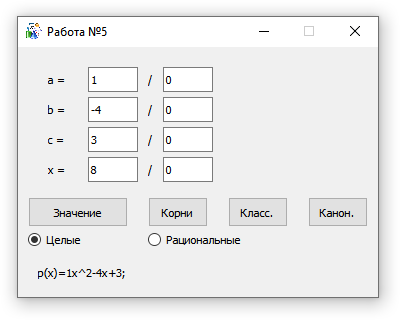 Работа №5
a = 1 / 0
b = -4 / 0
c = 3 / 0
x = 8 / 0
Значение Корни Класс. Канон.
Целые Рациональные
p(x)=1x^2-4x+3;